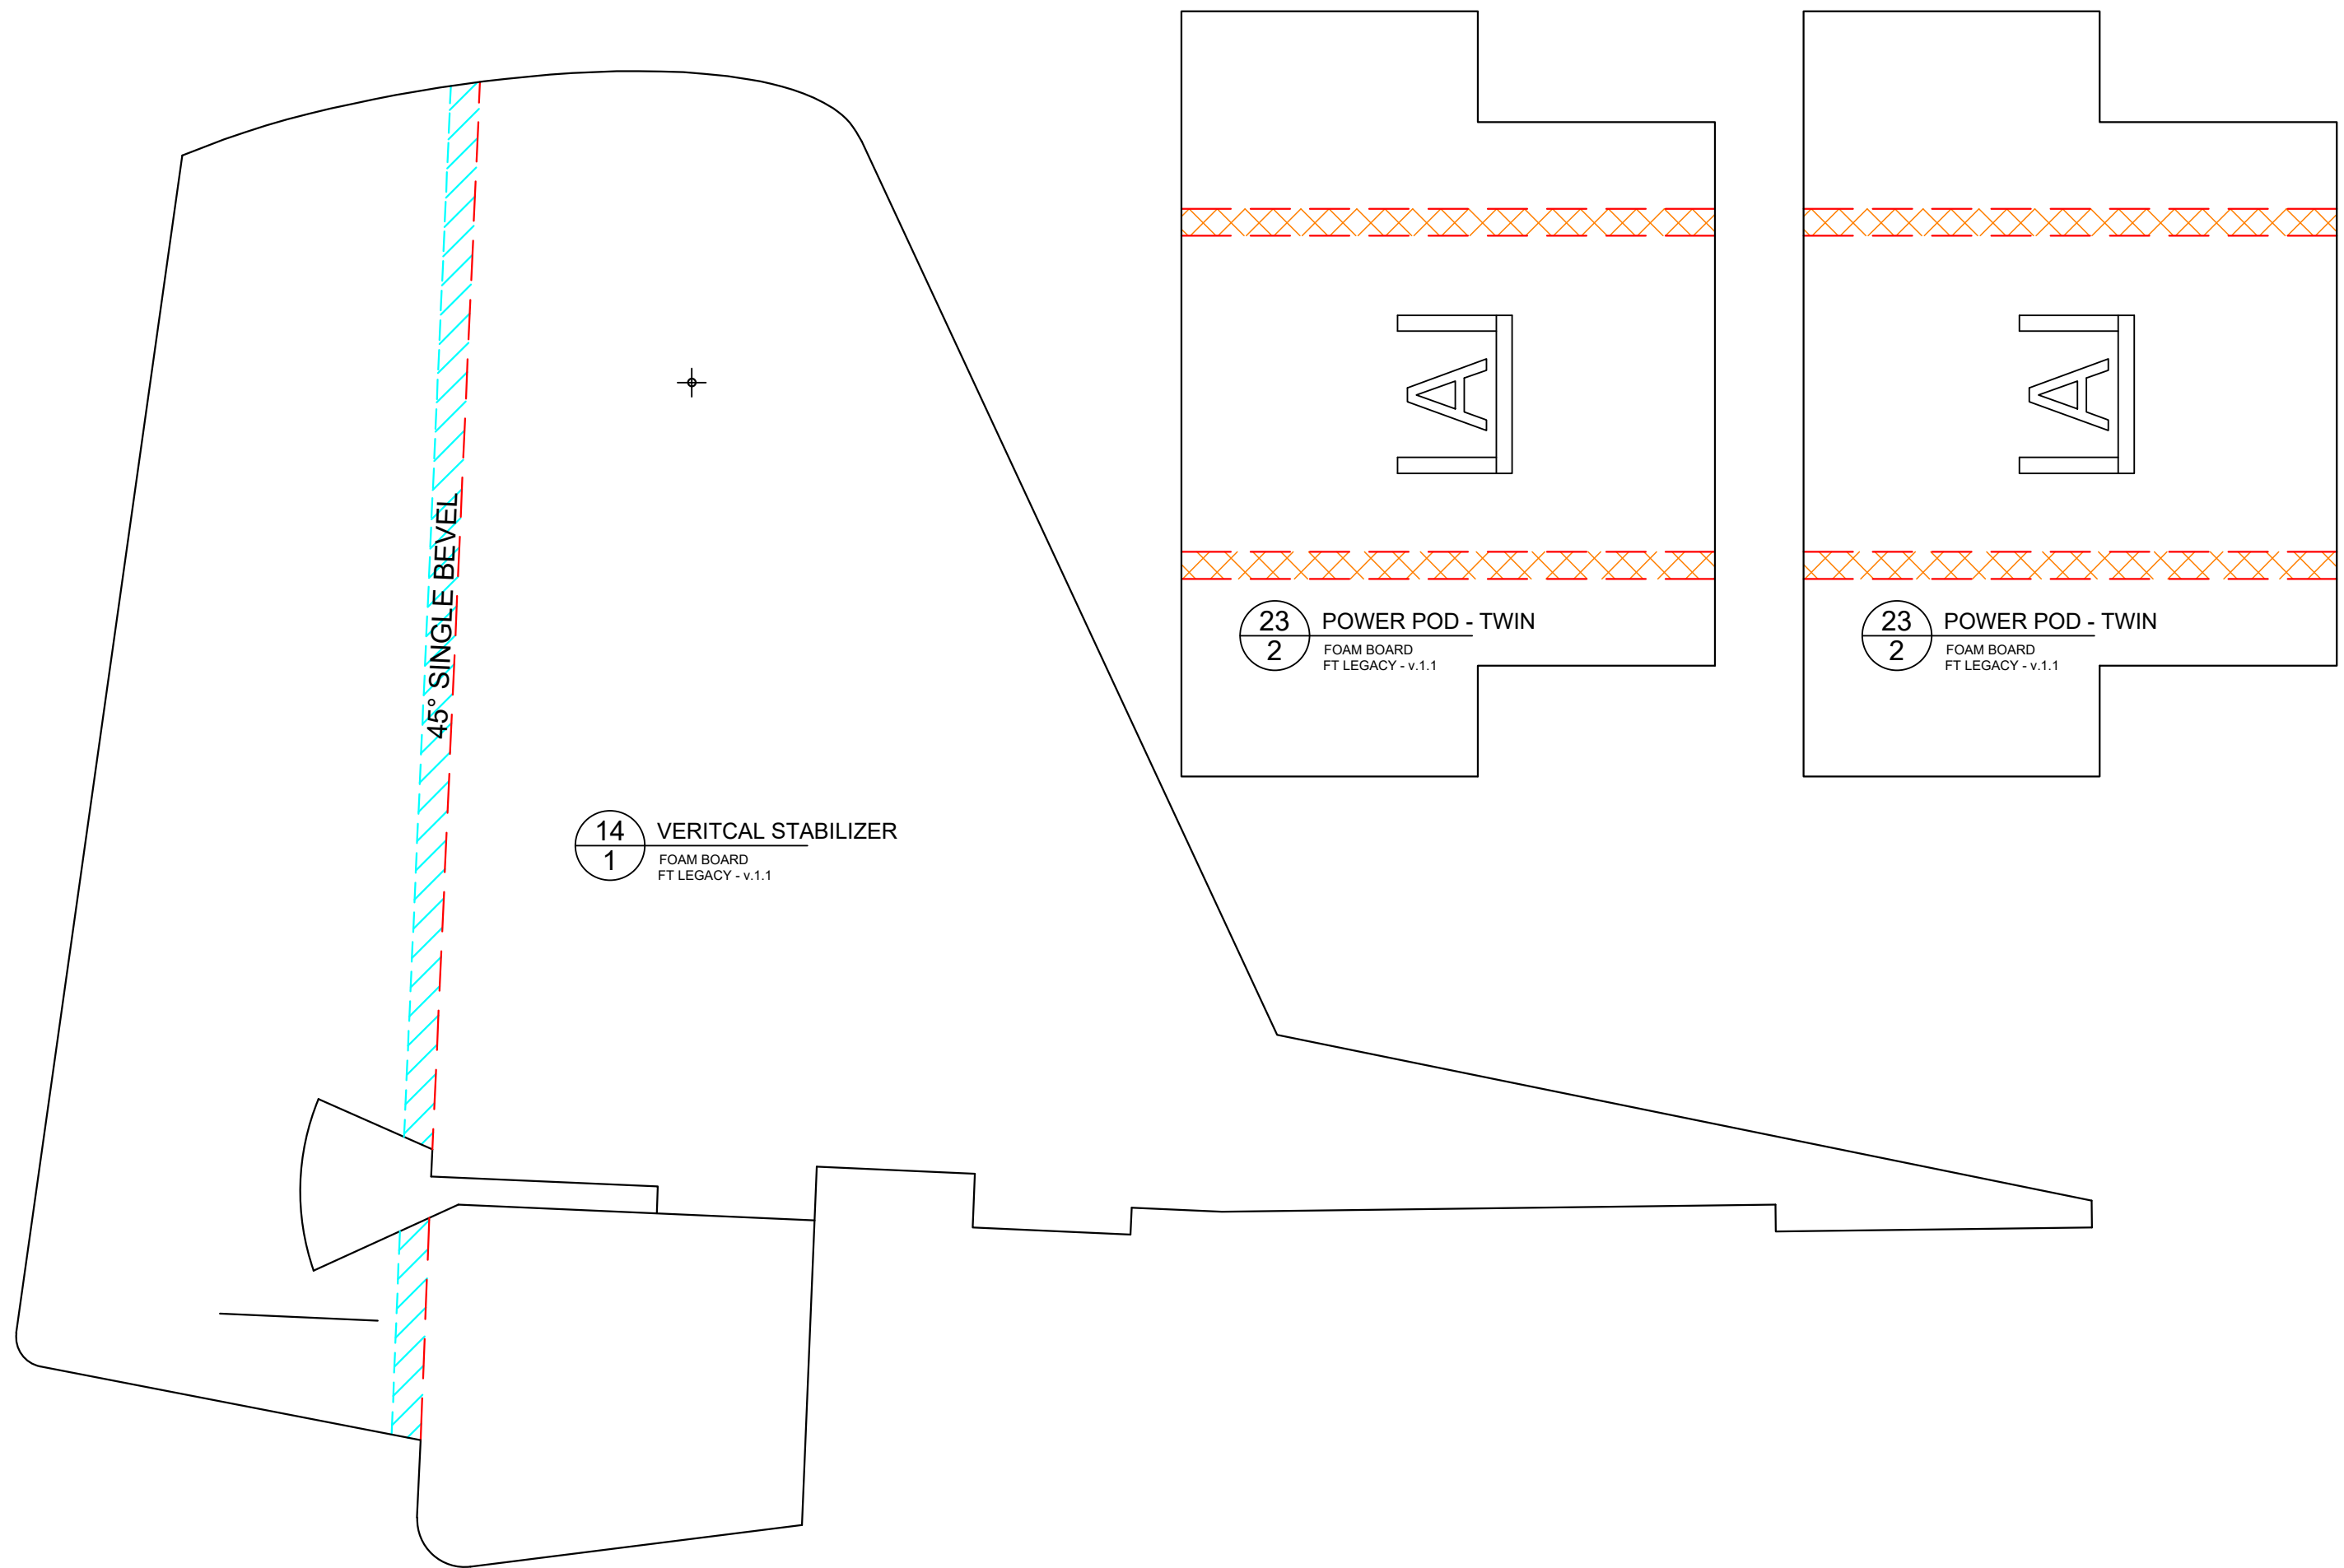 A
A
45° SINGLE BEVEL
23
2
POWER POD - TWIN
FOAM BOARD
FT LEGACY - v.1.1
23
2
POWER POD - TWIN
FOAM BOARD
FT LEGACY - v.1.1
14
1
VERITCAL STABILIZER
FOAM BOARD
FT LEGACY - v.1.1